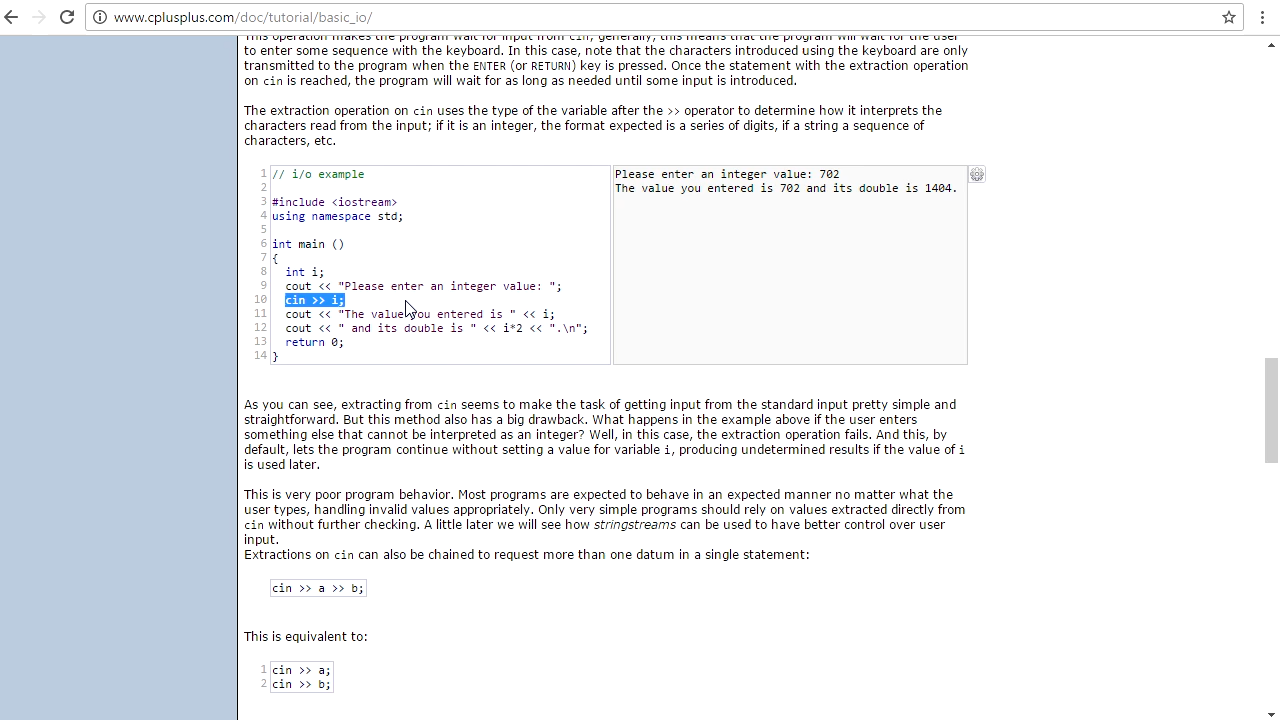 www.cplusplus.com/doc/tutorial/basic_io/
This operation makes the program wait for input from cin; generally, this means that the program will wait for the user
to enter some sequence with the keyboard. In this case, note that the characters introduced using the keyboard are only
transmitted to the program when the ENTER (or RETURN) key is pressed. Once the statement with the extraction operation
on cin is reached, the program will wait for as long as needed until some input is introduced.
The extraction operation on cin uses the type of the variable after the >> operator to determine how it interprets the
characters read from the input; if it is an integer, the format expected is a series of digits, if a string a sequence of
characters, etc.
1 // i/o example
2
3 #include <iostream>
4 using namespace std;
5
6 int main ()
7 {
8 int i;
9 cout << "Please enter an integer value: ";
10 cin >> i;
11 cout << "The value you entered is " << i;
12 cout << " and its double is " << i*2 << ".\n";
13 return 0;
14 }
Please enter an integer value: 702
The value you entered is 702 and its double is 1404.
As you can see, extracting from cin seems to make the task of getting input from the standard input pretty simple and
straightforward. But this method also has a big drawback. What happens in the example above if the user enters
something else that cannot be interpreted as an integer? Well, in this case, the extraction operation fails. And this, by
default, lets the program continue without setting a value for variable i, producing undetermined results if the value of i
is used later.
This is very poor program behavior. Most programs are expected to behave in an expected manner no matter what the
user types, handling invalid values appropriately. Only very simple programs should rely on values extracted directly from
cin without further checking. A little later we will see how stringstreams can be used to have better control over user
input.
Extractions on cin can also be chained to request more than one datum in a single statement:
cin >> a >> b;
This is equivalent to:
1 cin >> a;
2 cin >> b;